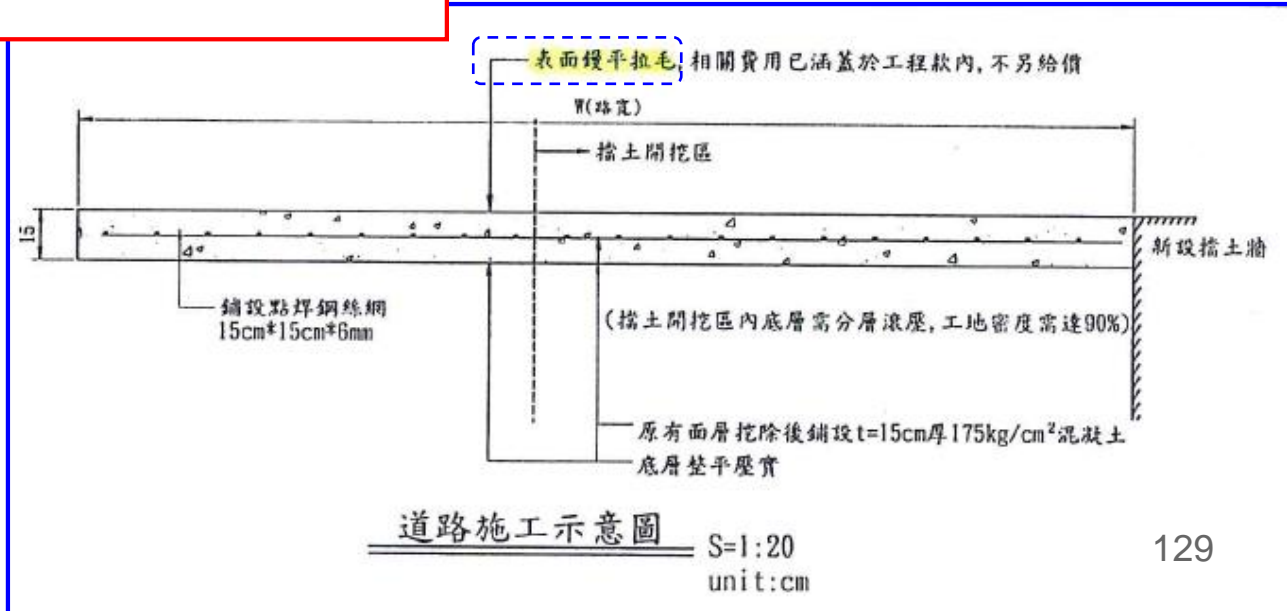 表面鏝平拉毛, 相關費用已涵蓋於工程款內, 不另給價
W(路寬)
擋土開挖區
15
新設擋土牆
鋪設點焊鋼絲網
15cm*15cm*6mm
(擋土開挖區內底層需分層滾壓, 工地密度需達90%)
原有面層挖除後鋪設t=15cm厚175kg/cm²混凝土
底層整平壓實
道路施工示意圖
S=1:20
unit:cm
129